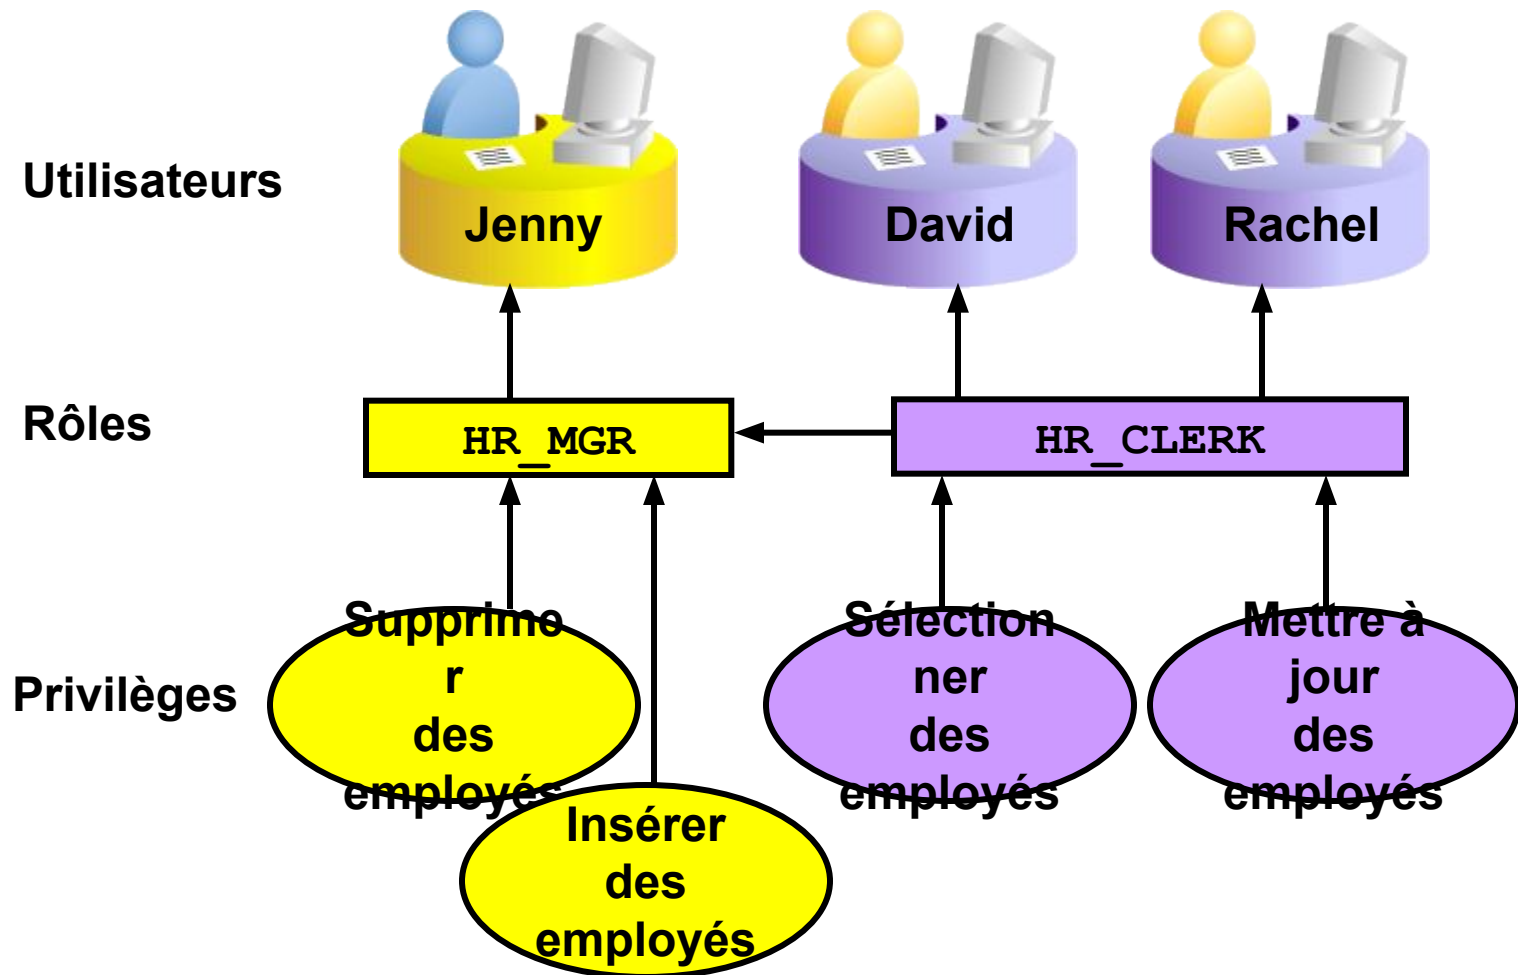 Utilisateurs
Jenny
David
Rachel
Rôles
HR_MGR
HR_CLERK
Privilèges
Supprime
r
des
employés
Insérer
des
employés
Sélection
ner
des
employés
Mettre à
jour
des
employés